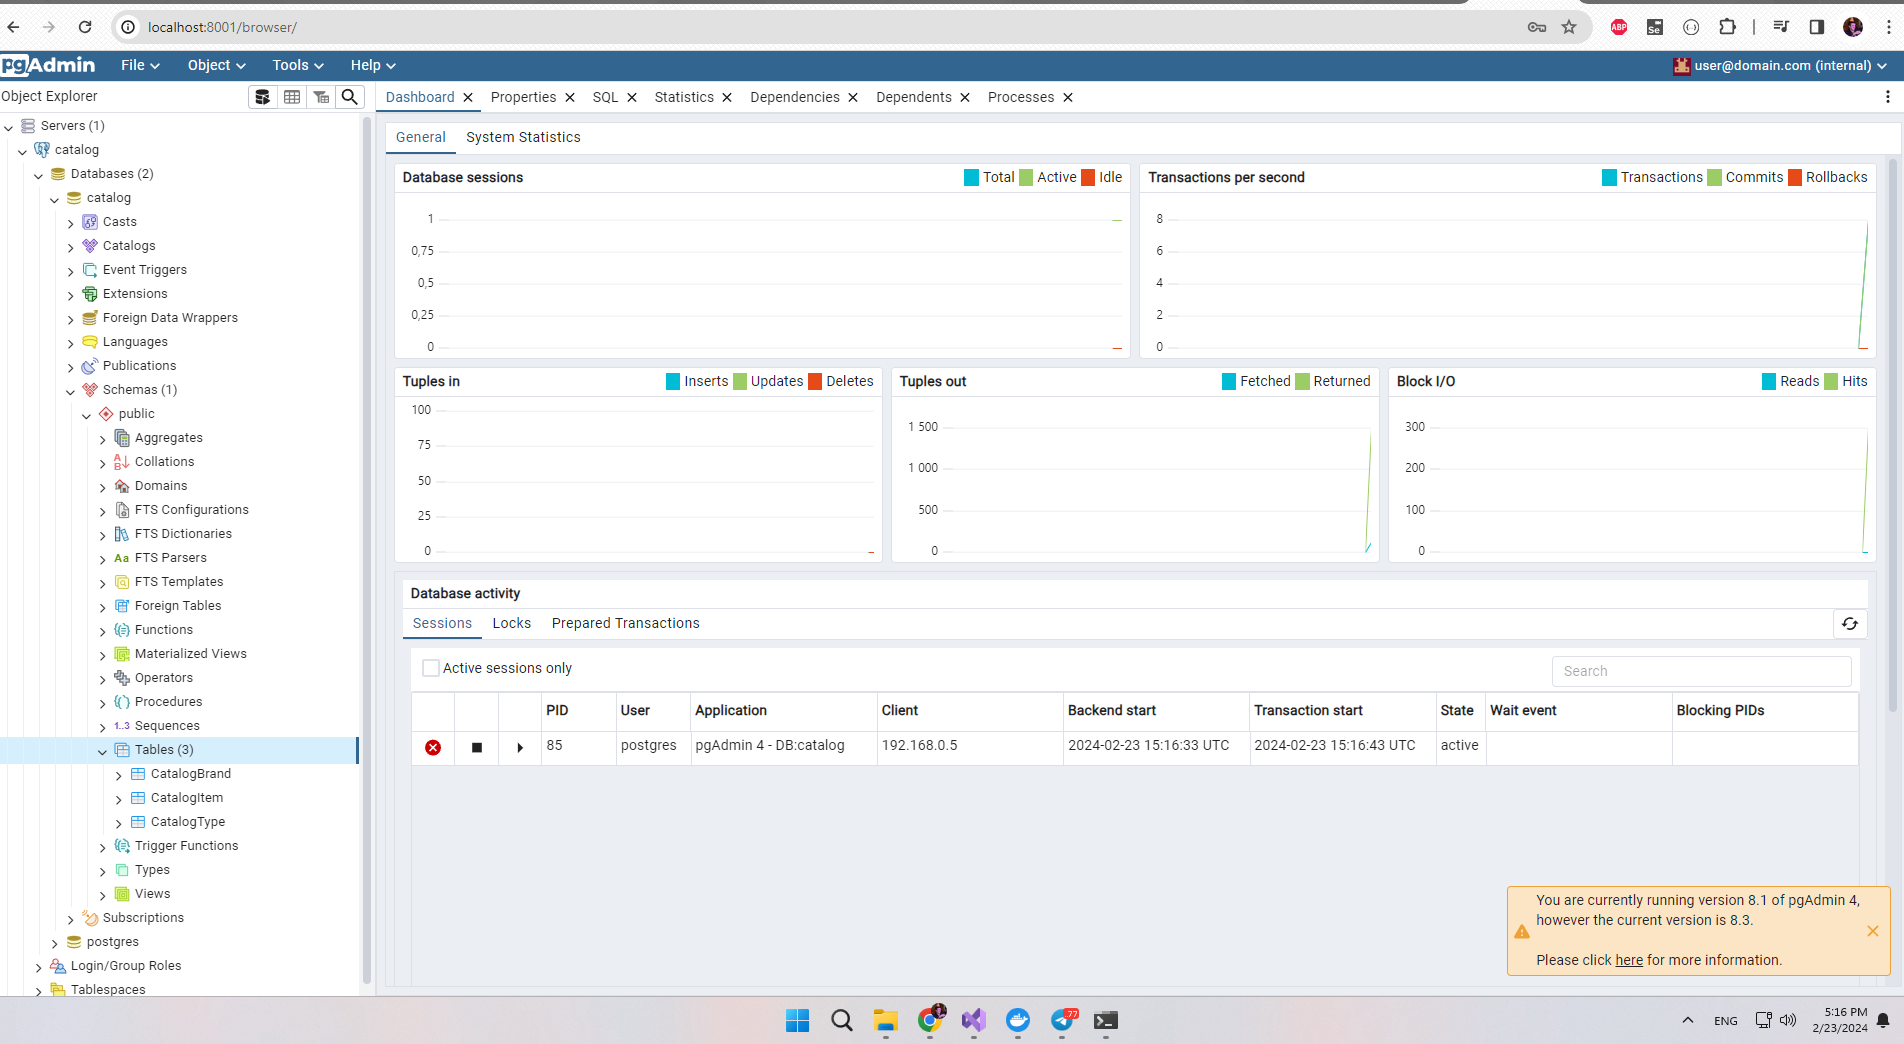 localhost:8001/browser/
ABP
Se
pgAdmin File Object Tools Help user@domain.com (internal)
Object Explorer
Dashboard Properties SQL Statistics Dependencies Dependents Processes
Servers (1)
catalog
Databases (2)
catalog
Casts
Catalogs
Event Triggers
Extensions
Foreign Data Wrappers
Languages
Publications
Schemas (1)
public
Aggregates
Collations
Domains
FTS Configurations
FTS Dictionaries
Aa FTS Parsers
FTS Templates
Foreign Tables
Functions
Materialized Views
Operators
Procedures
1..3 Sequences
Tables (3)
CatalogBrand
CatalogItem
CatalogType
Trigger Functions
Types
Views
Subscriptions
postgres
Login/Group Roles
Tablespaces
General System Statistics
Database sessions Total Active Idle
1
0,75
0,5
0,25
0
Transactions per second Transactions Commits Rollbacks
8
6
4
2
0
Tuples in Inserts Updates Deletes
100
75
50
25
0
Tuples out Fetched Returned
1 500
1 000
500
0
Block I/O Reads Hits
300
200
100
0
Database activity
Sessions Locks Prepared Transactions
Active sessions only Search
PID User Application Client Backend start Transaction start State Wait event Blocking PIDs
85 postgres pgAdmin 4 - DB:catalog 192.168.0.5 2024-02-23 15:16:33 UTC 2024-02-23 15:16:43 UTC active
You are currently running version 8.1 of pgAdmin 4,
however the current version is 8.3.
Please click here for more information.
77
ENG
5:16 PM
2/23/2024